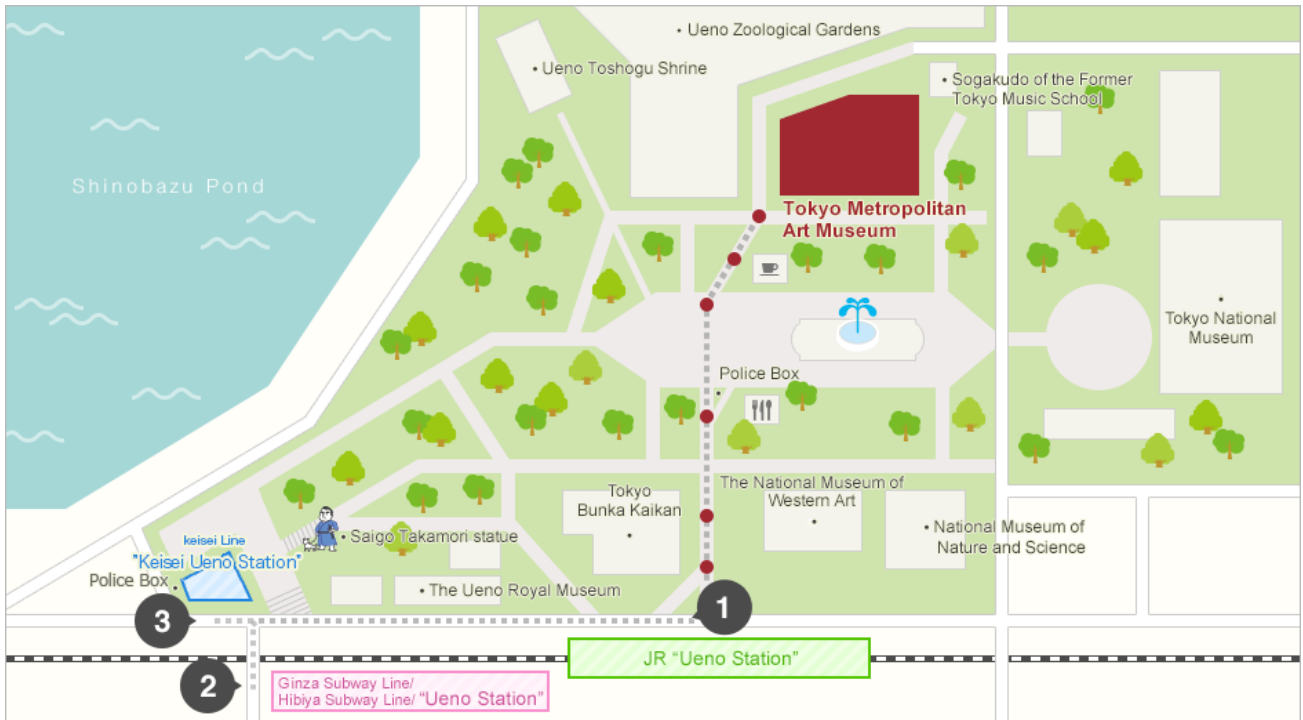 Ueno Zoological Gardens
Ueno Toshogu Shrine
Sogakudo of the Former
Tokyo Music School
Shinobazu Pond
Tokyo Metropolitan
Art Museum
Tokyo National
Museum
Police Box
The National Museum of
Western Art
Tokyo
Bunka Kaikan
National Museum of
Nature and Science
Saigo Takamori statue
keisei Line
"Keisei Ueno Station"
Police Box
The Ueno Royal Museum
1
3
2
JR “Ueno Station”
Ginza Subway Line/
Hibiya Subway Line/ “Ueno Station”